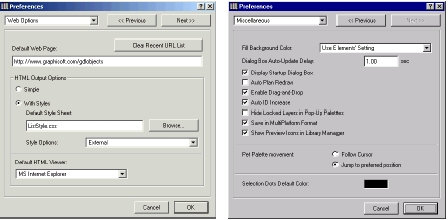 Preferences
Web Options
<< Previous
Next >>
Default Web Page:
Clear Recent URL List
http://www.graphisoft.com/gdlobjects
HTML Output Options
Simple
With Styles
Default Style Sheet:
ListStyle.css
Browse...
Style Options:
External
Default HTML Viewer:
MS Internet Explorer
Cancel
OK
Preferences
Miscellaneous
<< Previous
Next >>
Fill Background Color:
Use Elements' Setting
Dialog Box Auto-Update Delay:
1.00
sec
Display Startup Dialog Box
Auto Plan Redraw
Enable Drag-and-Drop
Auto ID Increase
Hide Locked Layers in Pop-Up Palettes
Save in MultiPlatform Format
Show Preview Icons in Library Manager
Pet Palette movement:
Follow Cursor
Jump to preferred position
Selection Dots Default Color:
Cancel
OK